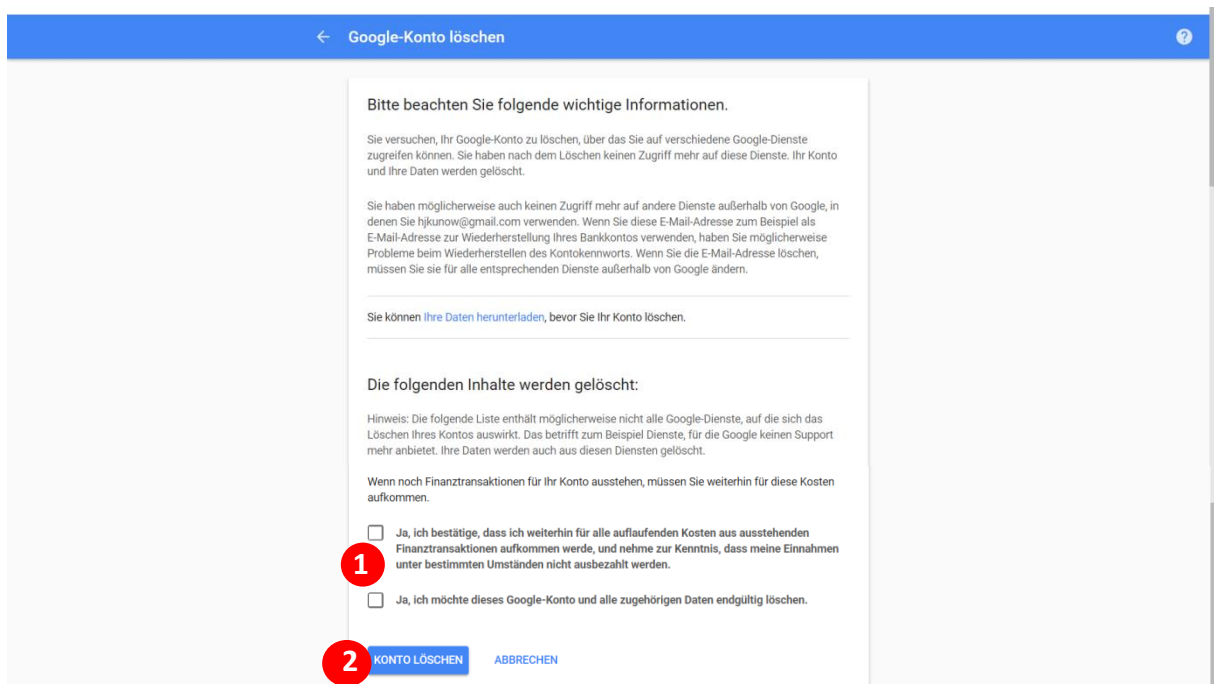 Google-Konto löschen
Bitte beachten Sie folgende wichtige Informationen.
Sie versuchen, Ihr Google-Konto zu löschen, über das Sie auf verschiedene Google-Dienste
zugreifen können. Sie haben nach dem Löschen keinen Zugriff mehr auf diese Dienste. Ihr Konto
und Ihre Daten werden gelöscht.
Sie haben möglicherweise auch keinen Zugriff mehr auf andere Dienste außerhalb von Google, in
denen Sie hjkunow@gmail.com verwenden. Wenn Sie diese E-Mail-Adresse zum Beispiel als
E-Mail-Adresse zur Wiederherstellung Ihres Bankkontos verwenden, haben Sie möglicherweise
Probleme beim Wiederherstellen des Kontokennworts. Wenn Sie die E-Mail-Adresse löschen,
müssen Sie sie für alle entsprechenden Dienste außerhalb von Google ändern.
Sie können Ihre Daten herunterladen, bevor Sie Ihr Konto löschen.
Die folgenden Inhalte werden gelöscht:
Hinweis: Die folgende Liste enthält möglicherweise nicht alle Google-Dienste, auf die sich das
Löschen Ihres Kontos auswirkt. Das betrifft zum Beispiel Dienste, für die Google keinen Support
mehr anbietet. Ihre Daten werden auch aus diesen Diensten gelöscht.
Wenn noch Finanztransaktionen für Ihr Konto ausstehen, müssen Sie weiterhin für diese Kosten
aufkommen.
Ja, ich bestätige, dass ich weiterhin für alle auflaufenden Kosten aus ausstehenden
Finanztransaktionen aufkommen werde, und nehme zur Kenntnis, dass meine Einnahmen
1 unter bestimmten Umständen nicht ausbezahlt werden.
Ja, ich möchte dieses Google-Konto und alle zugehörigen Daten endgültig löschen.
2 KONTO LÖSCHEN ABBRECHEN